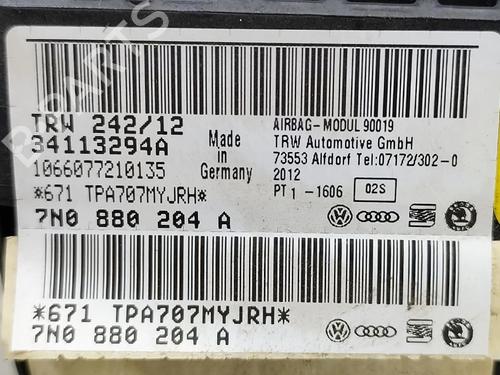 B PARTS
TRW 242/12
34113294A
1066077210135
*671 TPA707MYJRH*
7N0 880 204 A
Made in Germany
AIRBAG-MODUL 90019
TRW Automotive GmbH
73553 Alfdorf Tel:07172/302-0
2012
PT 1 -1606 02S
*671 TPA707MYJRH*
7N0 880 204 A